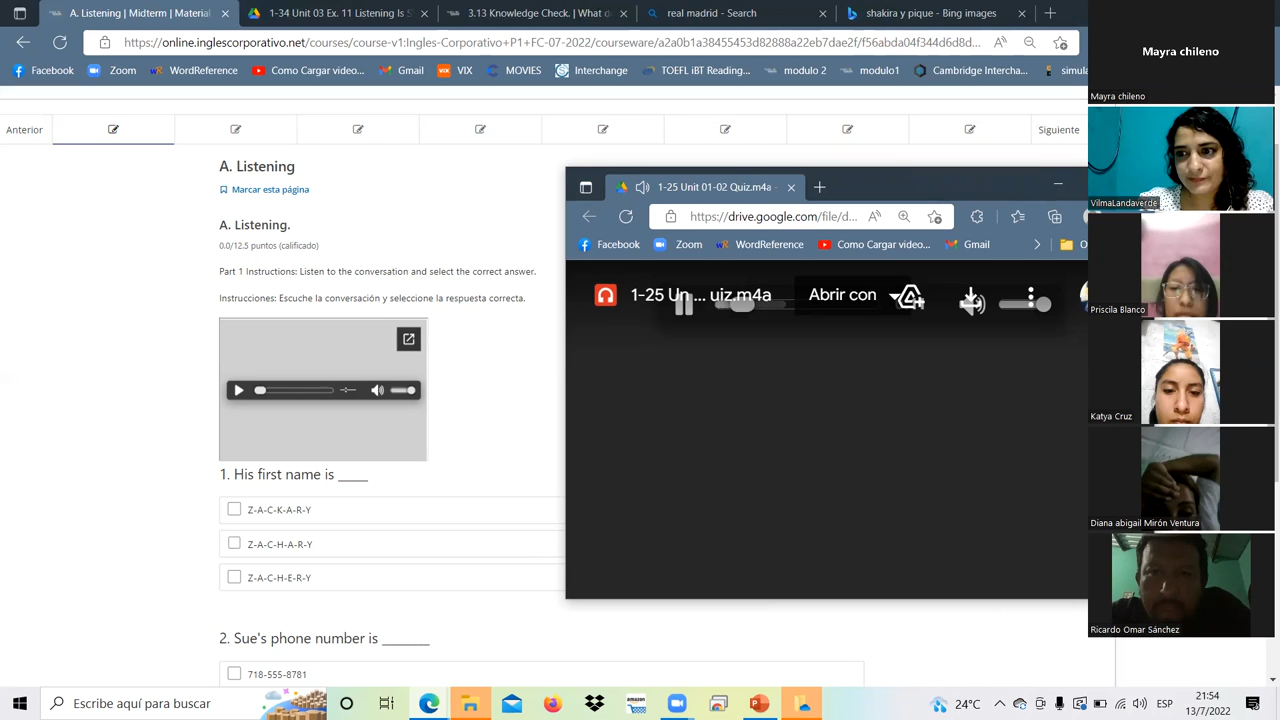 A. Listening | Midterm | Material
1-34 Unit 03 Ex. 11 Listening is S
3.13 Knowledge Check. | What d
real madrid - Search
shakira y pique - Bing images
https://online.inglescorporativo.net/courses/course-v1:Ingles-Corporativo+P1+FC-07-2022/courseware/a2a0b1a38455453d82888a22eb7dae2f/f56abda04f344d6d8d...
Facebook
Zoom
WordReference
Como Cargar video...
Gmail
VIX
MOVIES
Interchange
TOEFL iBT Reading...
modulo 2
modulo1
Cambridge Intercha...
simula
Anterior
Siguiente
A. Listening
Marcar esta página
A. Listening.
0.0/12.5 puntos (calificado)
Part 1 Instructions: Listen to the conversation and select the correct answer.
Instrucciones: Escuche la conversación y seleccione la respuesta correcta.
1. His first name is _____
Z-A-C-K-A-R-Y
Z-A-C-H-A-R-Y
Z-A-C-H-E-R-Y
2. Sue's phone number is _______
718-555-8781
1-25 Unit 01-02 Quiz.m4a -
https://drive.google.com/file/d...
Facebook
Zoom
WordReference
Como Cargar video...
Gmail
O
1-25 Un ... uiz.m4a
Abrir con
Mayra chileno
Mayra chileno
VilmaLandaverde
Priscila Blanco
Katya Cruz
Diana abigail Mirón Ventura
Ricardo Omar Sánchez
Escribe aquí para buscar
amazon
24°C
ESP
21:54
13/7/2022